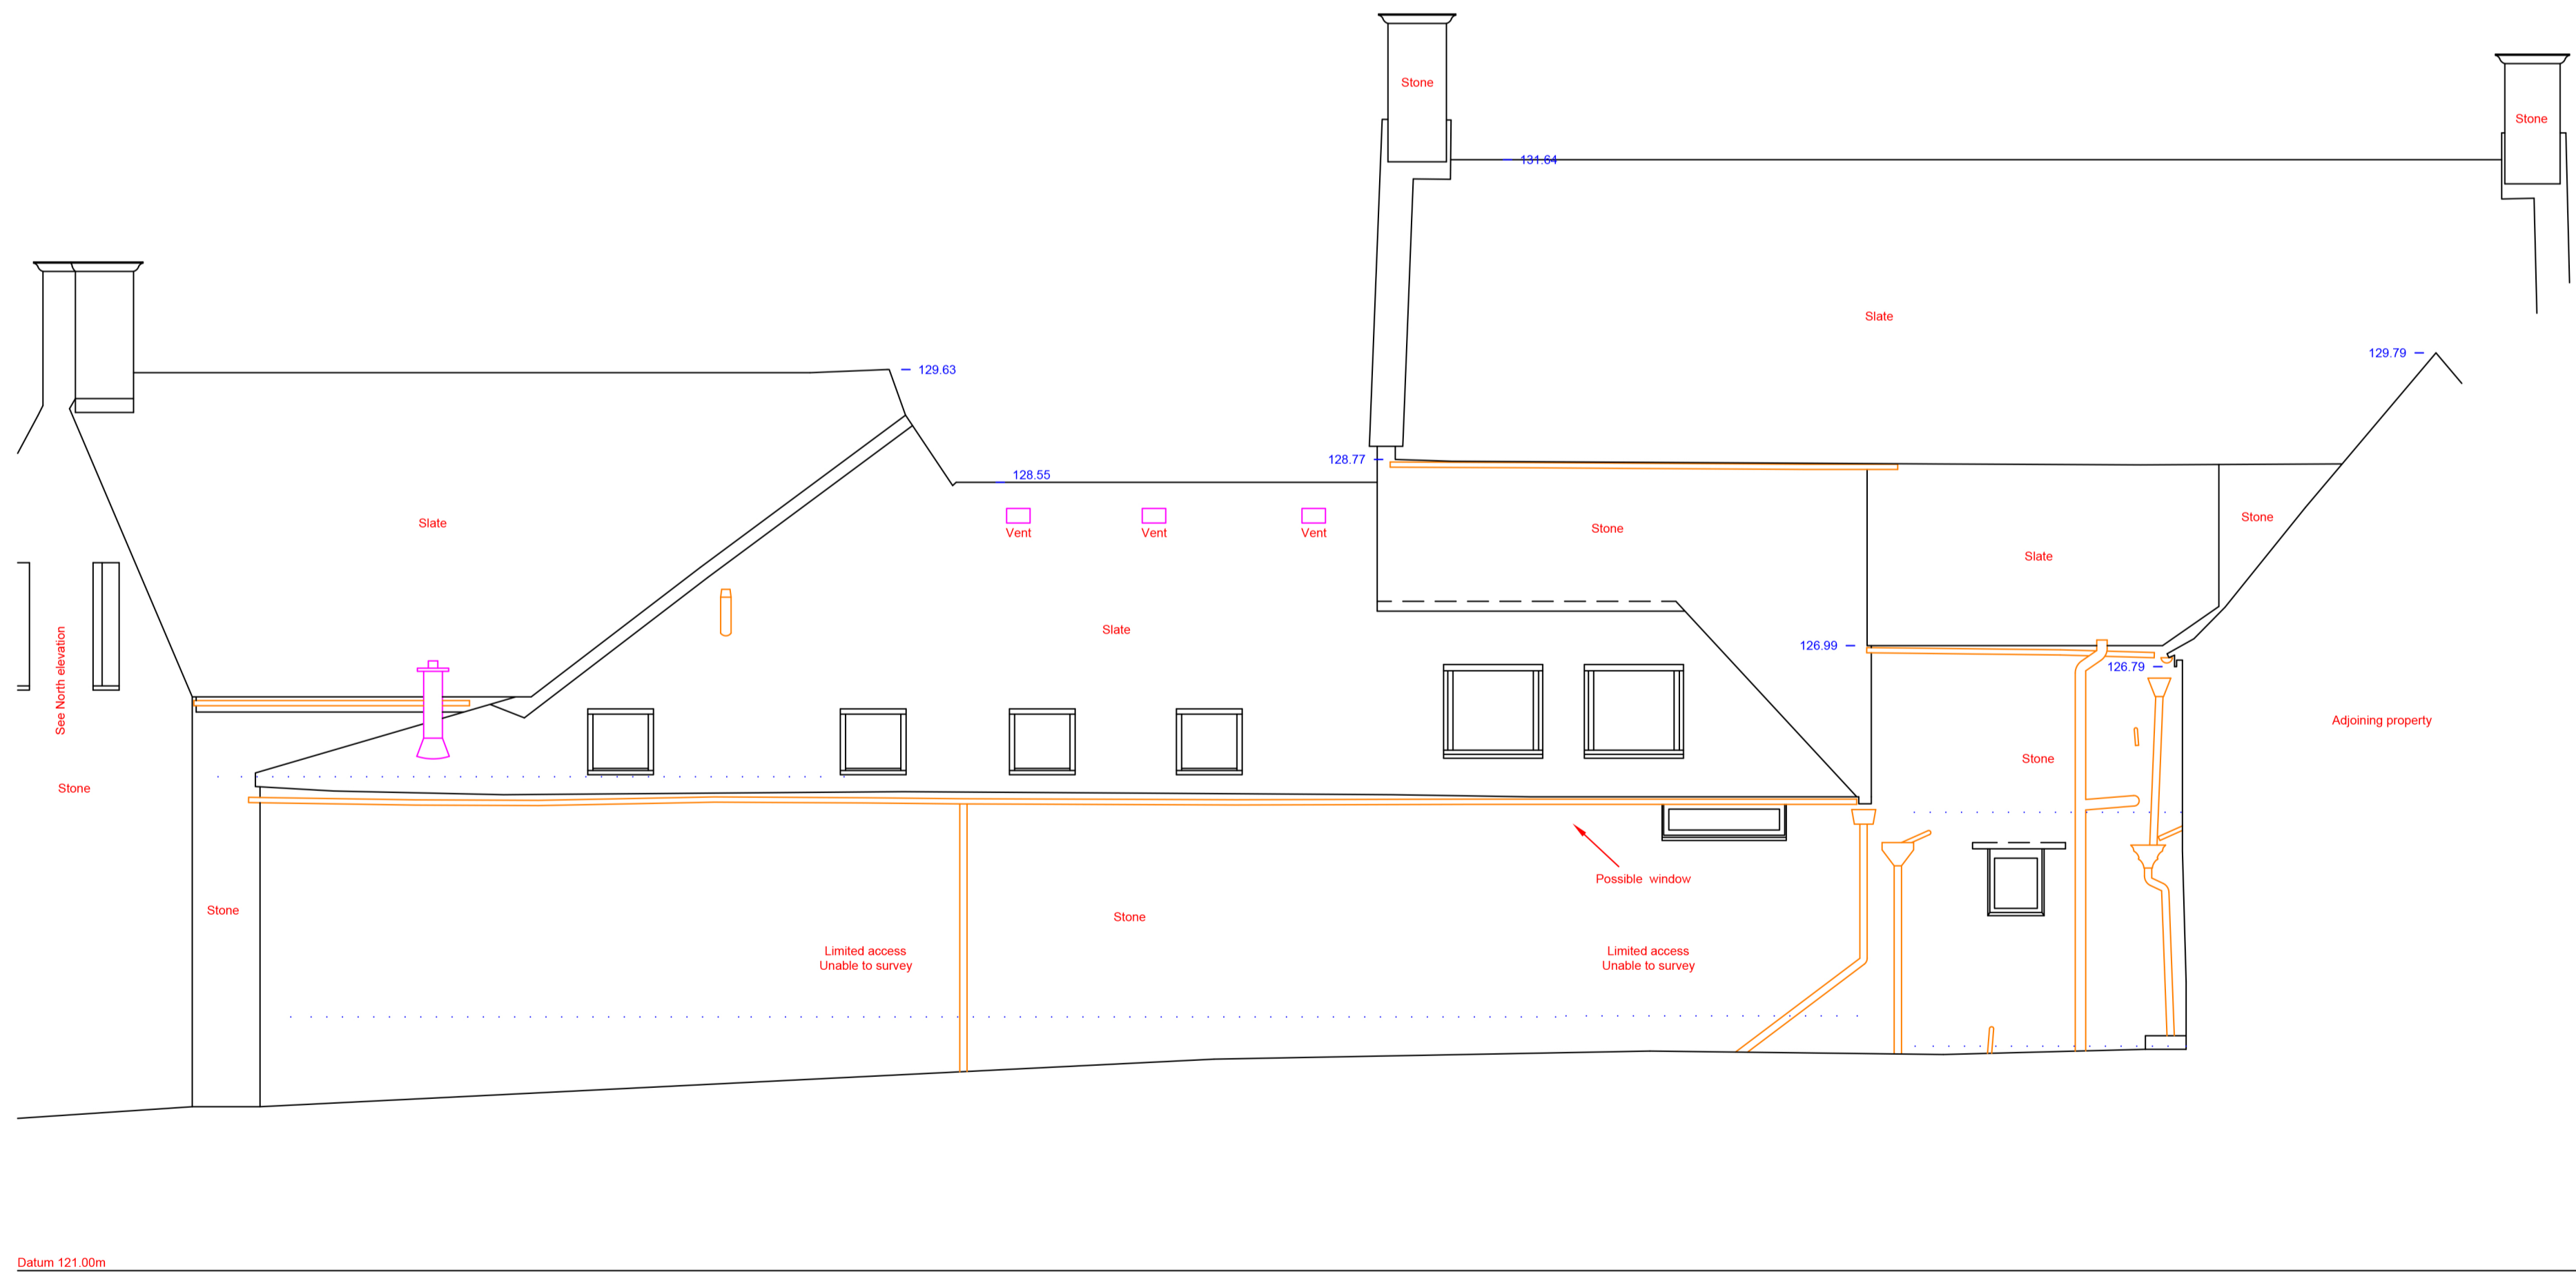 Stone
Stone
131.64
Slate
129.79
129.63
128.77
128.55
Slate
Vent
Vent
Vent
Stone
Stone
Slate
Slate
126.99
126.79
See North elevation
Adjoining property
Stone
Stone
Possible window
Stone
Stone
Limited access
Unable to survey
Limited access
Unable to survey
Datum 121.00m